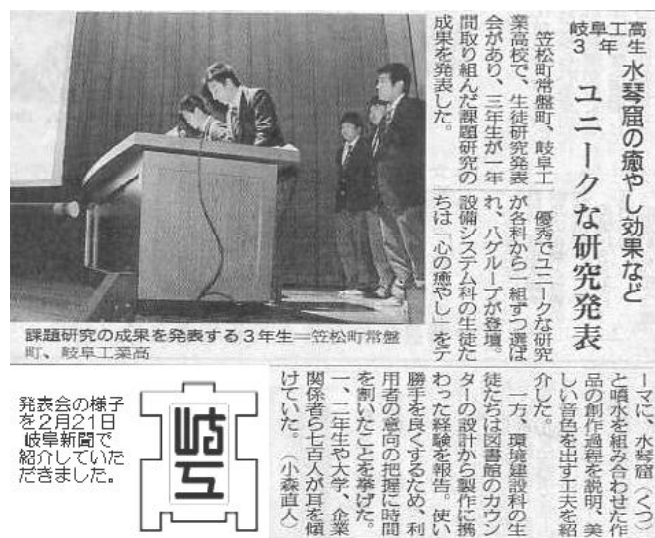 岐阜工高
3年生
水琴窟の癒やし効果など
ユニークな研究発表
笠松町常盤町、岐阜工
業高校で、生徒研究発表
会があり、三年生が一年
間取り組んだ課題研究の
成果を発表した。
優秀でユニークな研究
が各科から一組ずつ選ば
れ、八グループが登壇。
設備システム科の生徒た
ちは「心の癒やし」をテ
ーマに、水琴窟（くつ）
と噴水を組み合わせた作
品の創作過程を説明、美
しい音色を出す工夫を紹
介した。
一方、環境建設科の生
徒たちは図書館のカウン
ターの設計から製作に携
わった経験を報告。使い
勝手を良くするため、利
用者の意向の把握に時間
を割いたことを挙げた。
一、二年生や大学、企業
関係者ら七百人が耳を傾
けていた。（小森直人）
課題研究の成果を発表する3年生＝笠松町常盤
町、岐阜工業高
発表会の様子
を2月21日
岐阜新聞で
紹介していた
だきました。
岐工